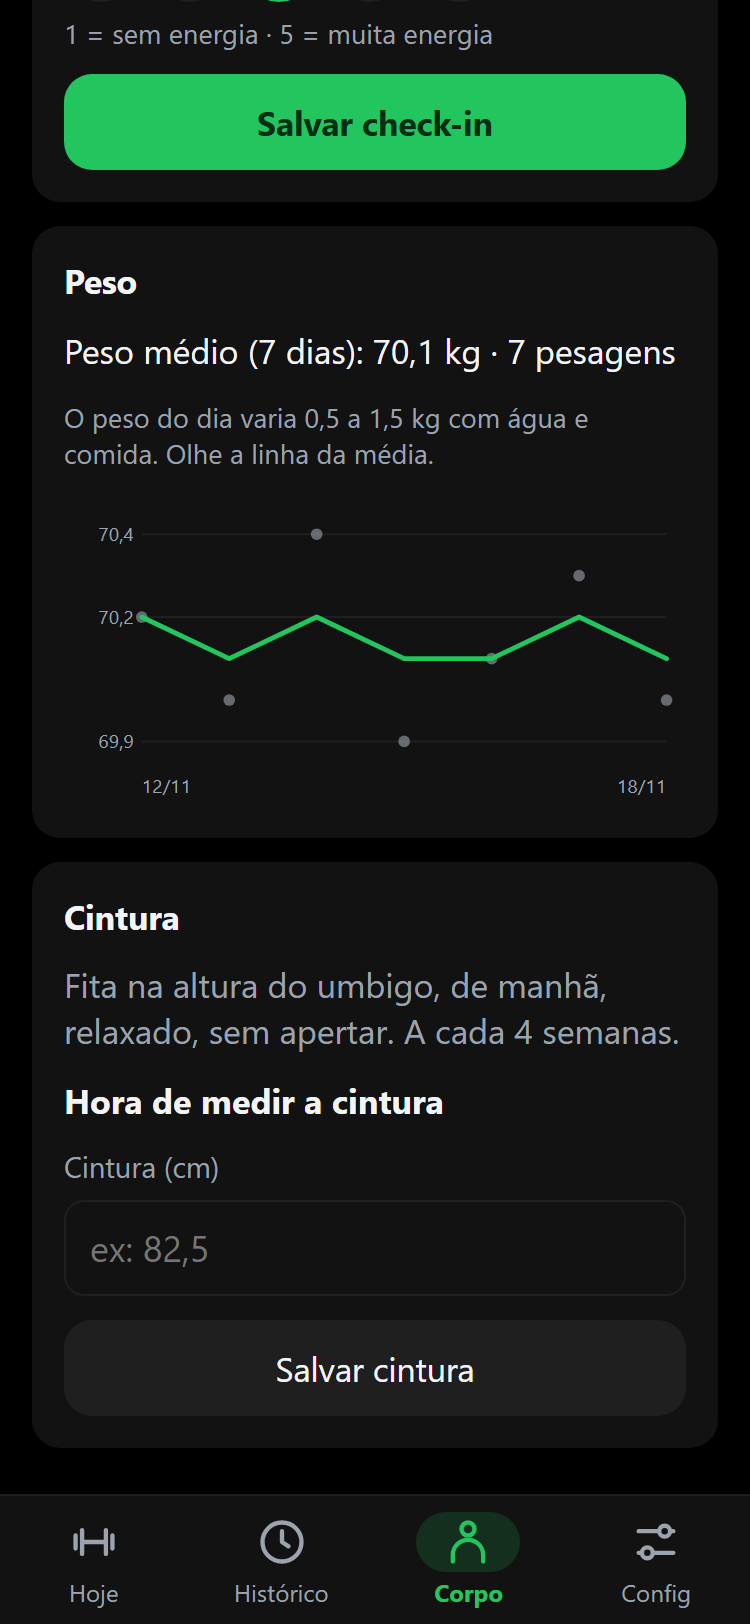 1 = sem energia · 5 = muita energia
Salvar check-in
Peso
Peso médio (7 dias): 70,1 kg · 7 pesagens
O peso do dia varia 0,5 a 1,5 kg com água e
comida. Olhe a linha da média.
70,4
70,2
69,9
12/11 18/11
Cintura
Fita na altura do umbigo, de manhã,
relaxado, sem apertar. A cada 4 semanas.
Hora de medir a cintura
Cintura (cm)
ex: 82,5
Salvar cintura
Hoje Histórico Corpo Config